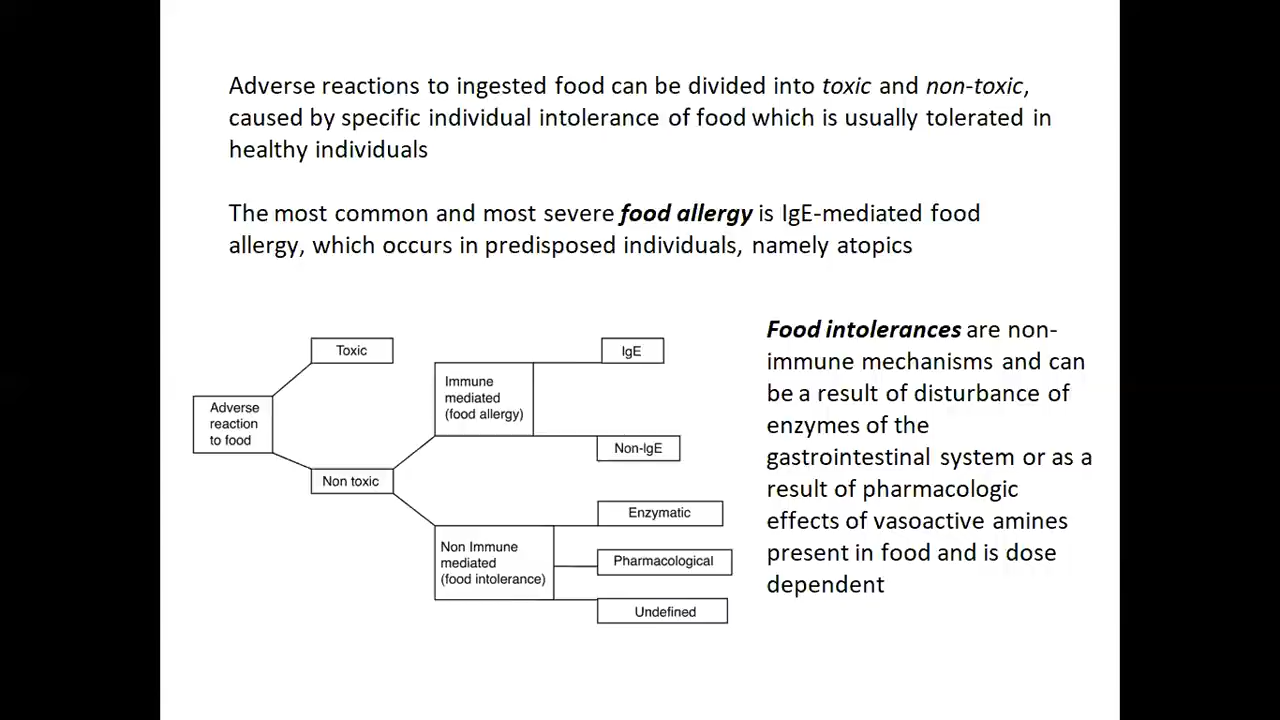 Adverse reactions to ingested food can be divided into toxic and non-toxic,
caused by specific individual intolerance of food which is usually tolerated in
healthy individuals
The most common and most severe food allergy is IgE-mediated food
allergy, which occurs in predisposed individuals, namely atopics
Toxic
IgE
Immune
mediated
(food allergy)
Adverse
reaction
to food
Non-IgE
Non toxic
Enzymatic
Non Immune
mediated
(food intolerance)
Pharmacological
Undefined
Food intolerances are non-
immune mechanisms and can
be a result of disturbance of
enzymes of the
gastrointestinal system or as a
result of pharmacologic
effects of vasoactive amines
present in food and is dose
dependent